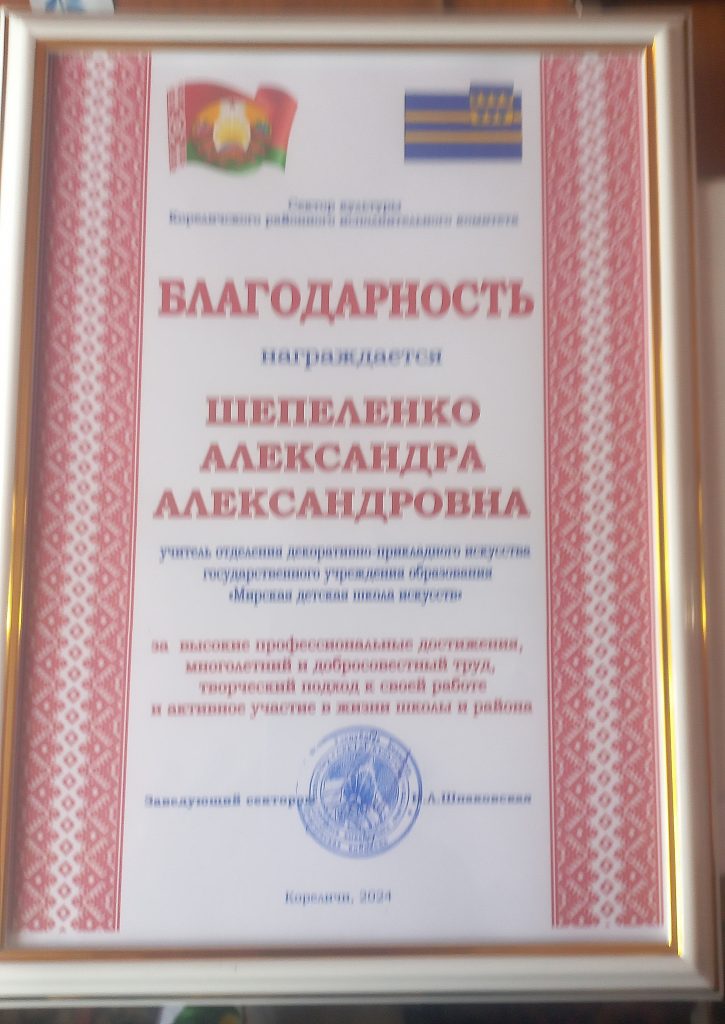 Сектор культуры
Кореличского районного исполнительного комитета
БЛАГОДАРНОСТЬ
награждается
ШЕПЕЛЕНКО
АЛЕКСАНДРА
АЛЕКСАНДРОВНА
учитель отделения декоративно-прикладного искусства
государственного учреждения образования
«Мирская детская школа искусств»
за высокие профессиональные достижения,
многолетний и добросовестный труд,
творческий подход к своей работе
и активное участие в жизни школы и района
Заведующий сектором А.Шпаковская
Кореличи, 2024